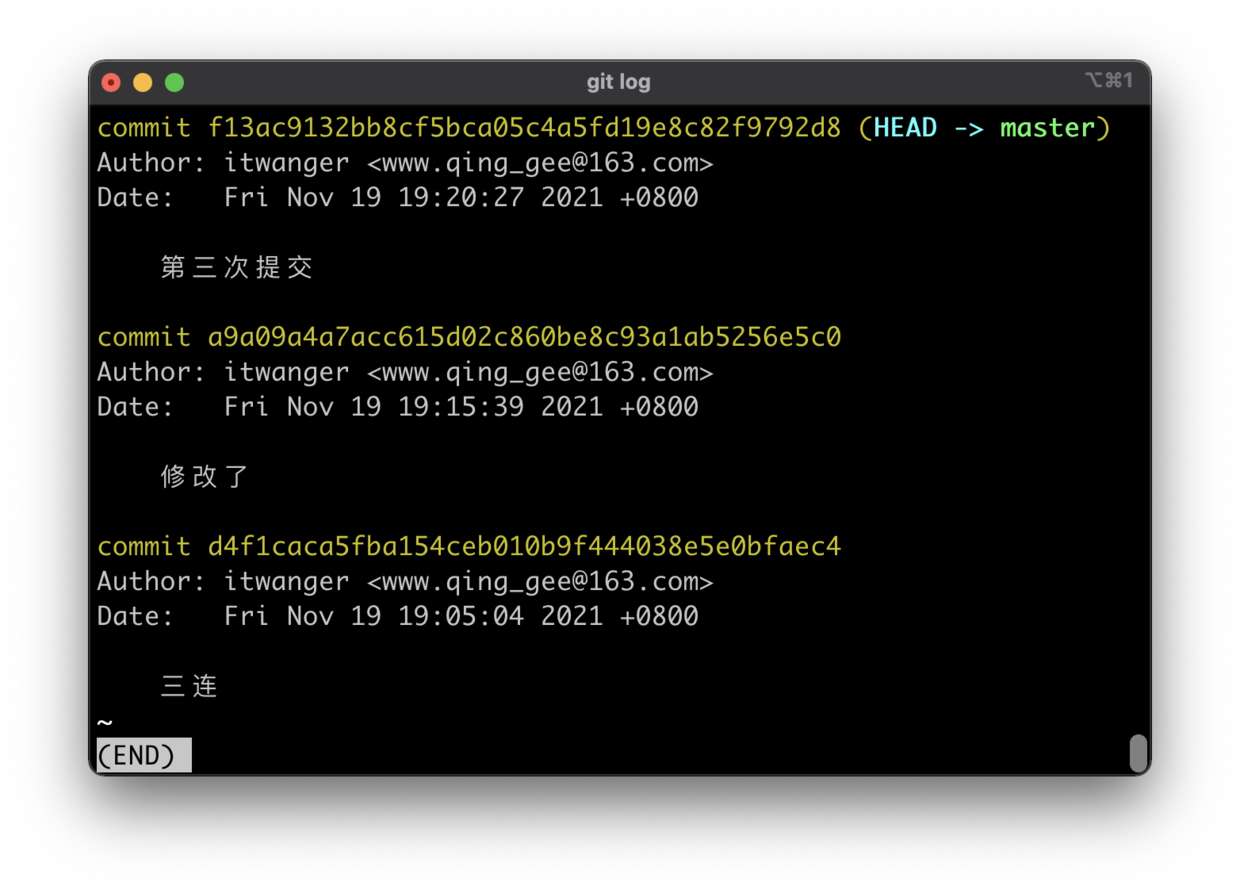 git log
⌥⌘1
commit f13ac9132bb8cf5bca05c4a5fd19e8c82f9792d8 (HEAD -> master)
Author: itwanger <www.qing_gee@163.com>
Date:   Fri Nov 19 19:20:27 2021 +0800
第三次提交
commit a9a09a4a7acc615d02c860be8c93a1ab5256e5c0
Author: itwanger <www.qing_gee@163.com>
Date:   Fri Nov 19 19:15:39 2021 +0800
修改了
commit d4f1caca5fba154ceb010b9f444038e5e0bfaec4
Author: itwanger <www.qing_gee@163.com>
Date:   Fri Nov 19 19:05:04 2021 +0800
三连
~
(END)